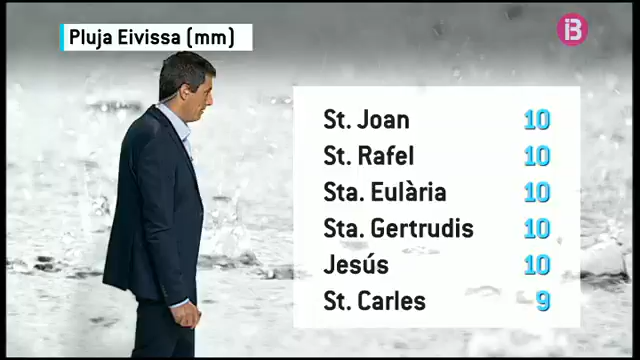 Pluja Eivissa (mm)
iB
St. Joan 10
St. Rafel 10
Sta. Eulària 10
Sta. Gertrudis 10
Jesús 10
St. Carles 9